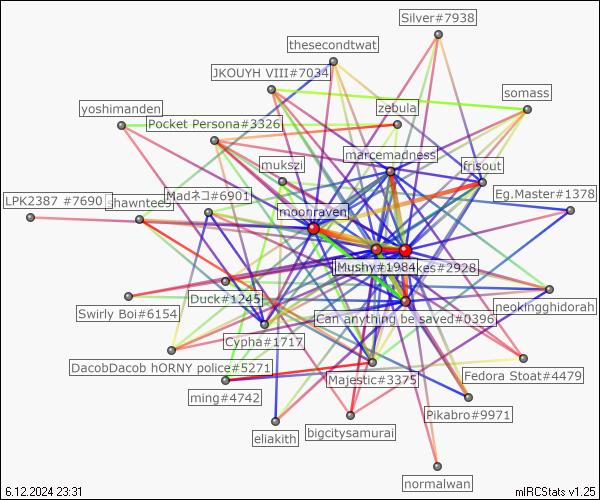 Silver#7938
thesecondtwat
JKOUYH VIII#7034
somass
zebula
yoshimanden
Pocket Persona#3326
marcemadness
mukszi
frisout
Eg.Master#1378
Madネコ#6901
LPK2387 #7690
shawntee9
moonraven
Mushy#1984
kes#2928
Duck#1245
neokingghidorah
Swirly Boi#6154
Can anything be saved#0396
Cypha#1717
DacobDacob hORNY police#5271
Majestic#3375
Fedora Stoat#4479
ming#4742
Pikabro#9971
eliakith
bigcitysamurai
normalwan
6.12.2024 23:31
mIRCStats v1.25